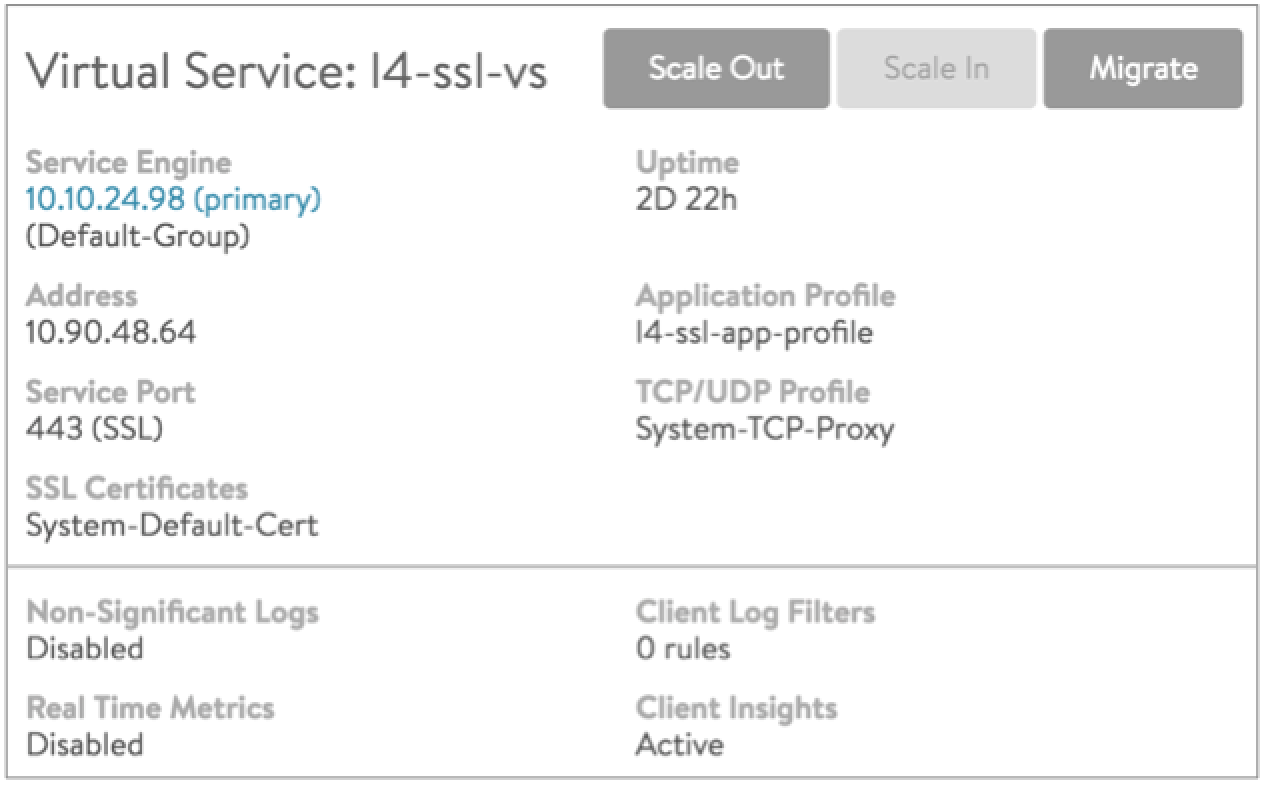 Virtual Service: l4-ssl-vs
Scale Out
Scale In
Migrate
Service Engine
10.10.24.98 (primary)
(Default-Group)
Uptime
2D 22h
Address
10.90.48.64
Application Profile
l4-ssl-app-profile
Service Port
443 (SSL)
TCP/UDP Profile
System-TCP-Proxy
SSL Certificates
System-Default-Cert
Non-Significant Logs
Disabled
Client Log Filters
0 rules
Real Time Metrics
Disabled
Client Insights
Active